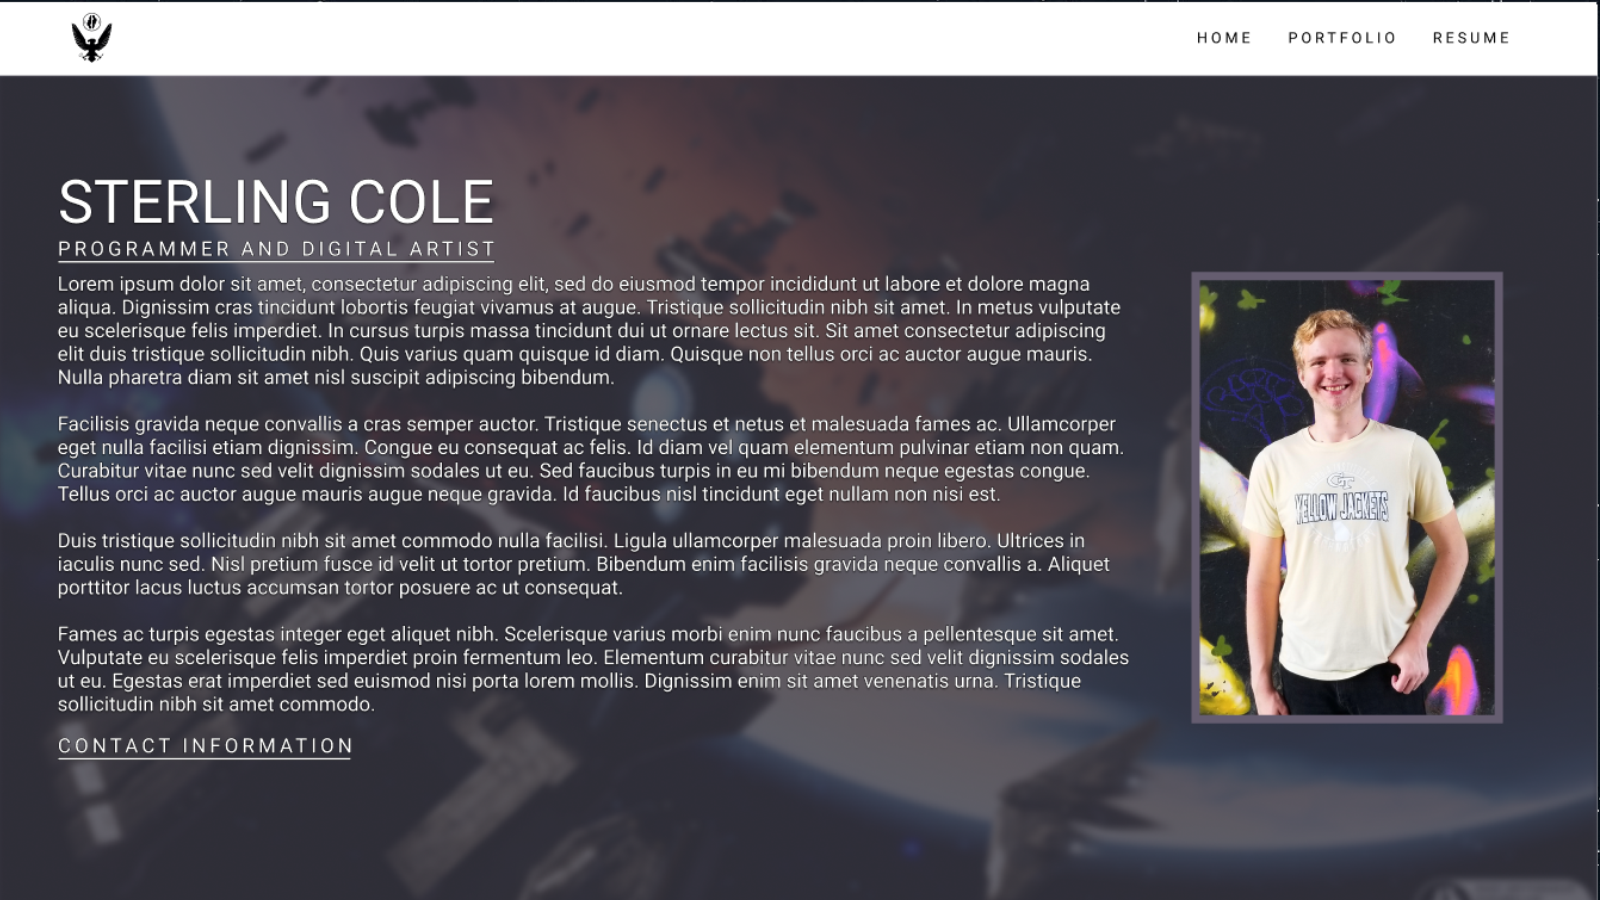 HOME PORTFOLIO RESUME
STERLING COLE
PROGRAMMER AND DIGITAL ARTIST
Lorem ipsum dolor sit amet, consectetur adipiscing elit, sed do eiusmod tempor incididunt ut labore et dolore magna
aliqua. Dignissim cras tincidunt lobortis feugiat vivamus at augue. Tristique sollicitudin nibh sit amet. In metus vulputate
eu scelerisque felis imperdiet. In cursus turpis massa tincidunt dui ut ornare lectus sit. Sit amet consectetur adipiscing
elit duis tristique sollicitudin nibh. Quis varius quam quisque id diam. Quisque non tellus orci ac auctor augue mauris.
Nulla pharetra diam sit amet nisl suscipit adipiscing bibendum.
Facilisis gravida neque convallis a cras semper auctor. Tristique senectus et netus et malesuada fames ac. Ullamcorper
eget nulla facilisi etiam dignissim. Congue eu consequat ac felis. Id diam vel quam elementum pulvinar etiam non quam.
Curabitur vitae nunc sed velit dignissim sodales ut eu. Sed faucibus turpis in eu mi bibendum neque egestas congue.
Tellus orci ac auctor augue mauris augue neque gravida. Id faucibus nisl tincidunt eget nullam non nisi est.
Duis tristique sollicitudin nibh sit amet commodo nulla facilisi. Ligula ullamcorper malesuada proin libero. Ultrices in
iaculis nunc sed. Nisl pretium fusce id velit ut tortor pretium. Bibendum enim facilisis gravida neque convallis a. Aliquet
porttitor lacus luctus accumsan tortor posuere ac ut consequat.
Fames ac turpis egestas integer eget aliquet nibh. Scelerisque varius morbi enim nunc faucibus a pellentesque sit amet.
Vulputate eu scelerisque felis imperdiet proin fermentum leo. Elementum curabitur vitae nunc sed velit dignissim sodales
ut eu. Egestas erat imperdiet sed euismod nisi porta lorem mollis. Dignissim enim sit amet venenatis urna. Tristique
sollicitudin nibh sit amet commodo.
CONTACT INFORMATION
GT
YELLOW JACKETS